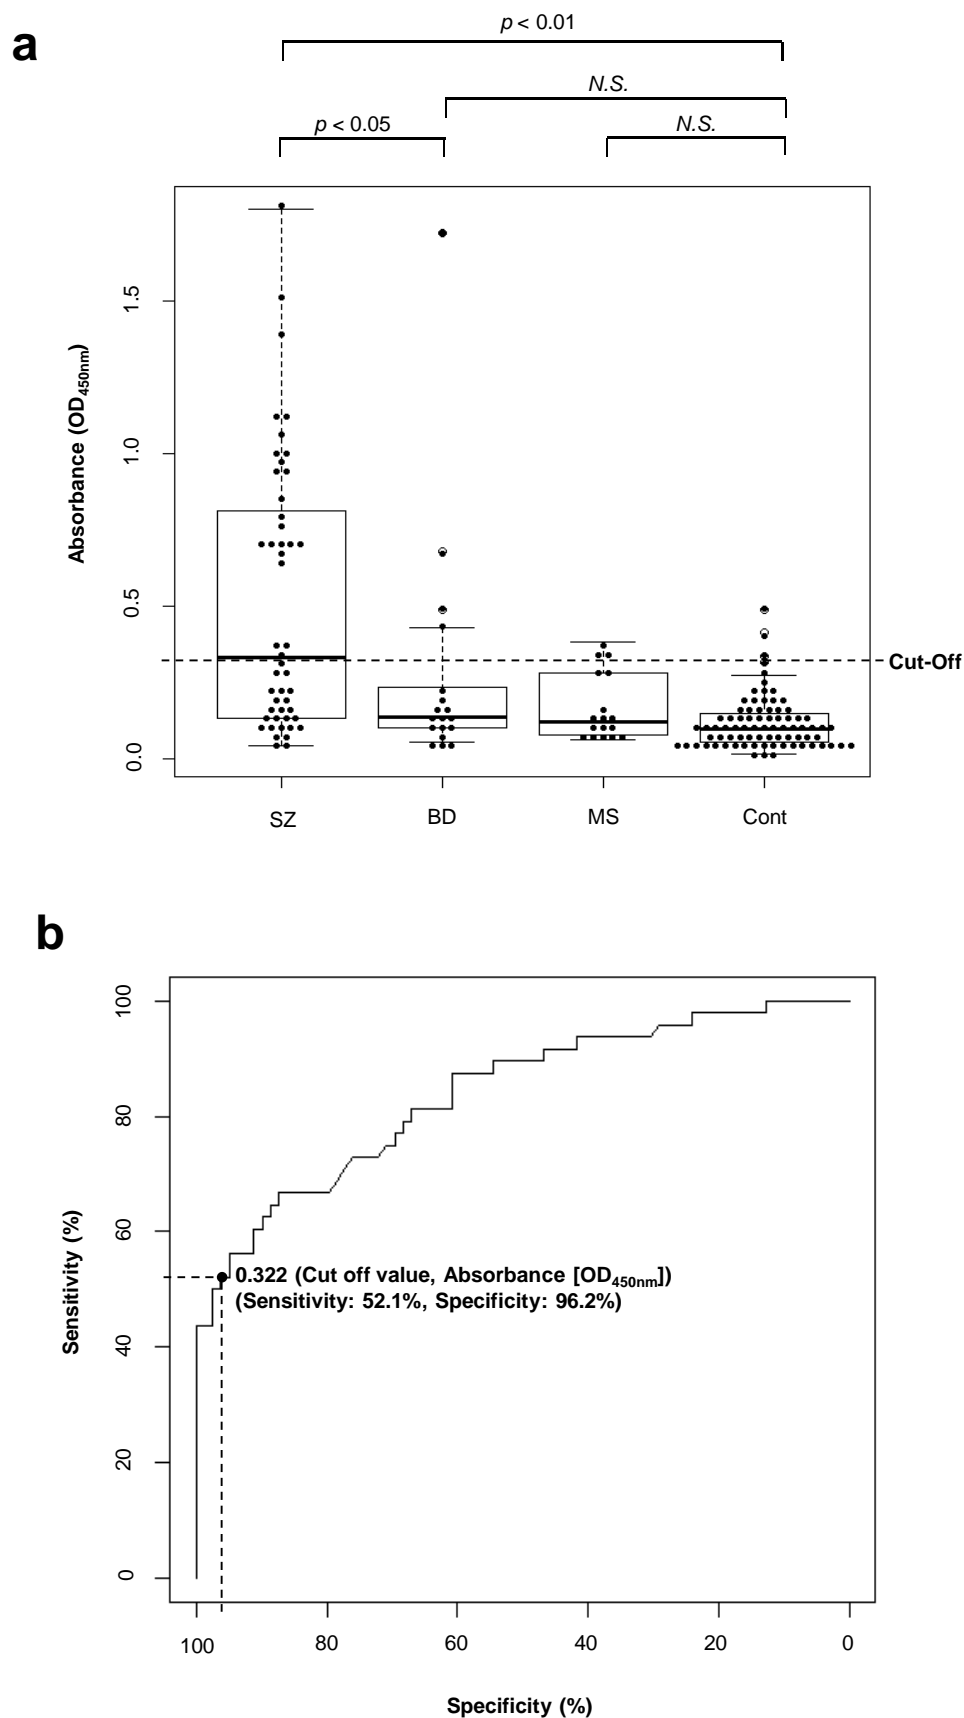 a
p < 0.01
N.S.
p < 0.05
N.S.
Absorbance (OD450nm)
1.5
1.0
0.5
0.0
Cut-Off
SZ
BD
MS
Cont
b
Sensitivity (%)
100
80
60
40
20
0
0.322 (Cut off value, Absorbance [OD450nm])
(Sensitivity: 52.1%, Specificity: 96.2%)
100
80
60
40
20
0
Specificity (%)